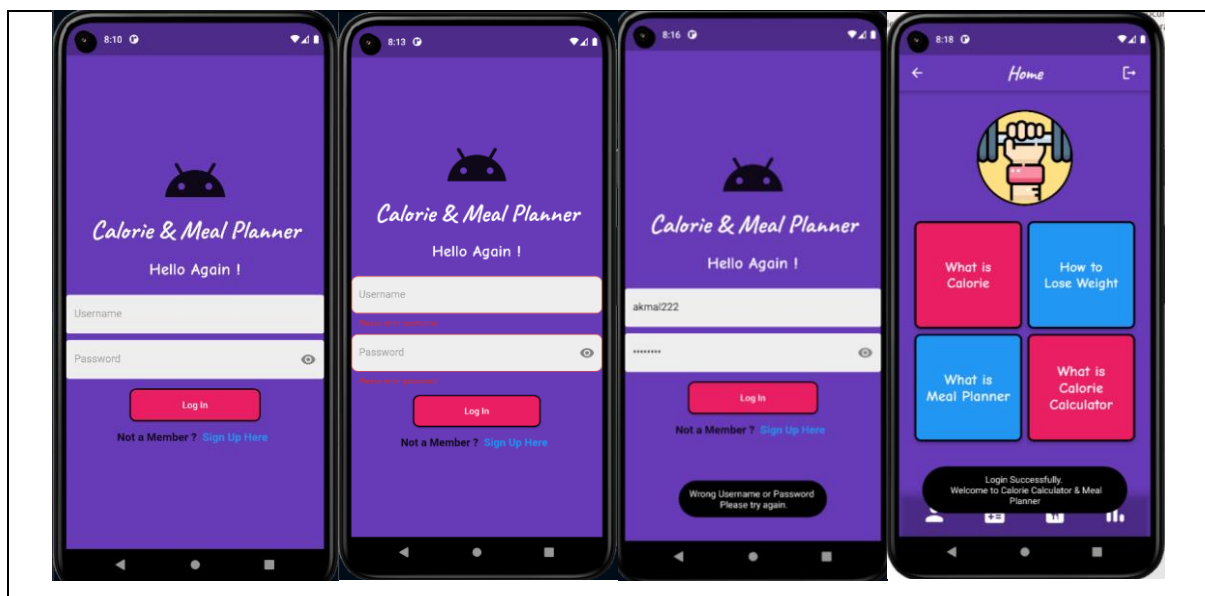 8:10
Calorie & Meal Planner
Hello Again !
Username
Password
Log In
Not a Member ? Sign Up Here
8:13
Calorie & Meal Planner
Hello Again !
Username
Password
Log In
Not a Member ? Sign Up Here
8:16
Calorie & Meal Planner
Hello Again !
akmal222
••••••••
Log In
Not a Member ? Sign Up Here
Wrong Username or Password
Please try again.
8:18
Home
What is
Calorie
How to
Lose Weight
What is
Meal Planner
What is
Calorie
Calculator
Login Successfully.
Welcome to Calorie Calculator & Meal
Planner